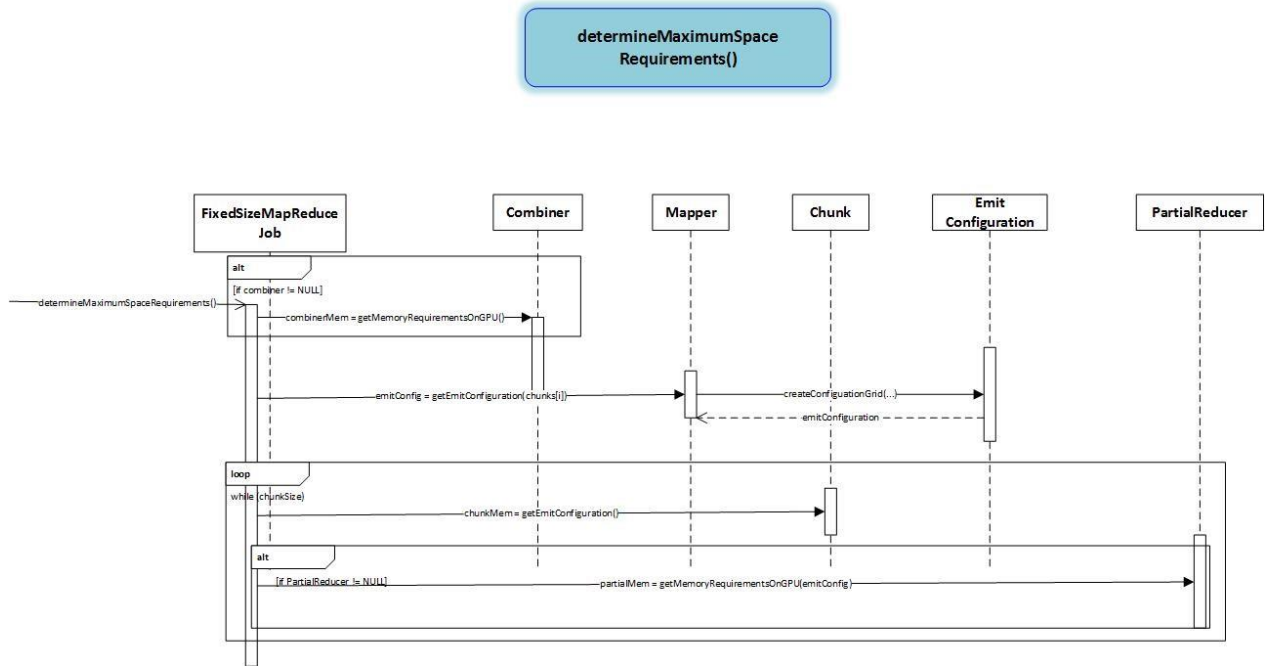 determineMaximumSpace
Requirements()
FixedSizeMapReduce
Job
Combiner
Mapper
Chunk
Emit
Configuration
PartialReducer
alt
[if combiner != NULL]
determineMaximumSpaceRequirements()
combinerMem = getMemoryRequirementsOnGPU()
emitConfig = getEmitConfiguration(chunks[i])
createConfiguationGrid(...)
emitConfiguration
loop
while (chunkSize)
chunkMem = getEmitConfiguration()
alt
[if PartialReducer != NULL]
partialMem = getMemoryRequirementsOnGPU(emitConfig)